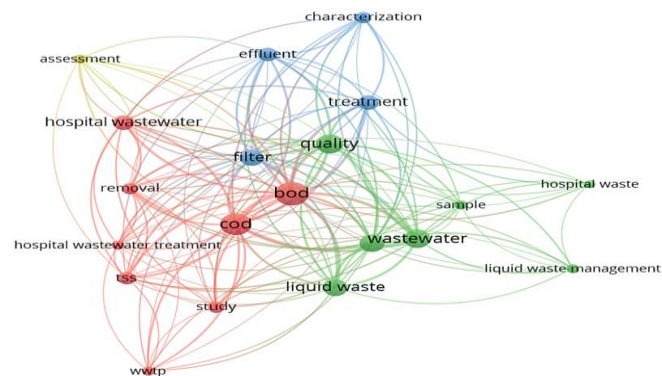 characterization
assessment
effluent
treatment
hospital wastewater
quality
filter
hospital waste
removal
bod
sample
cod
wastewater
hospital wastewater treatment
liquid waste management
tss
liquid waste
study
wwtp